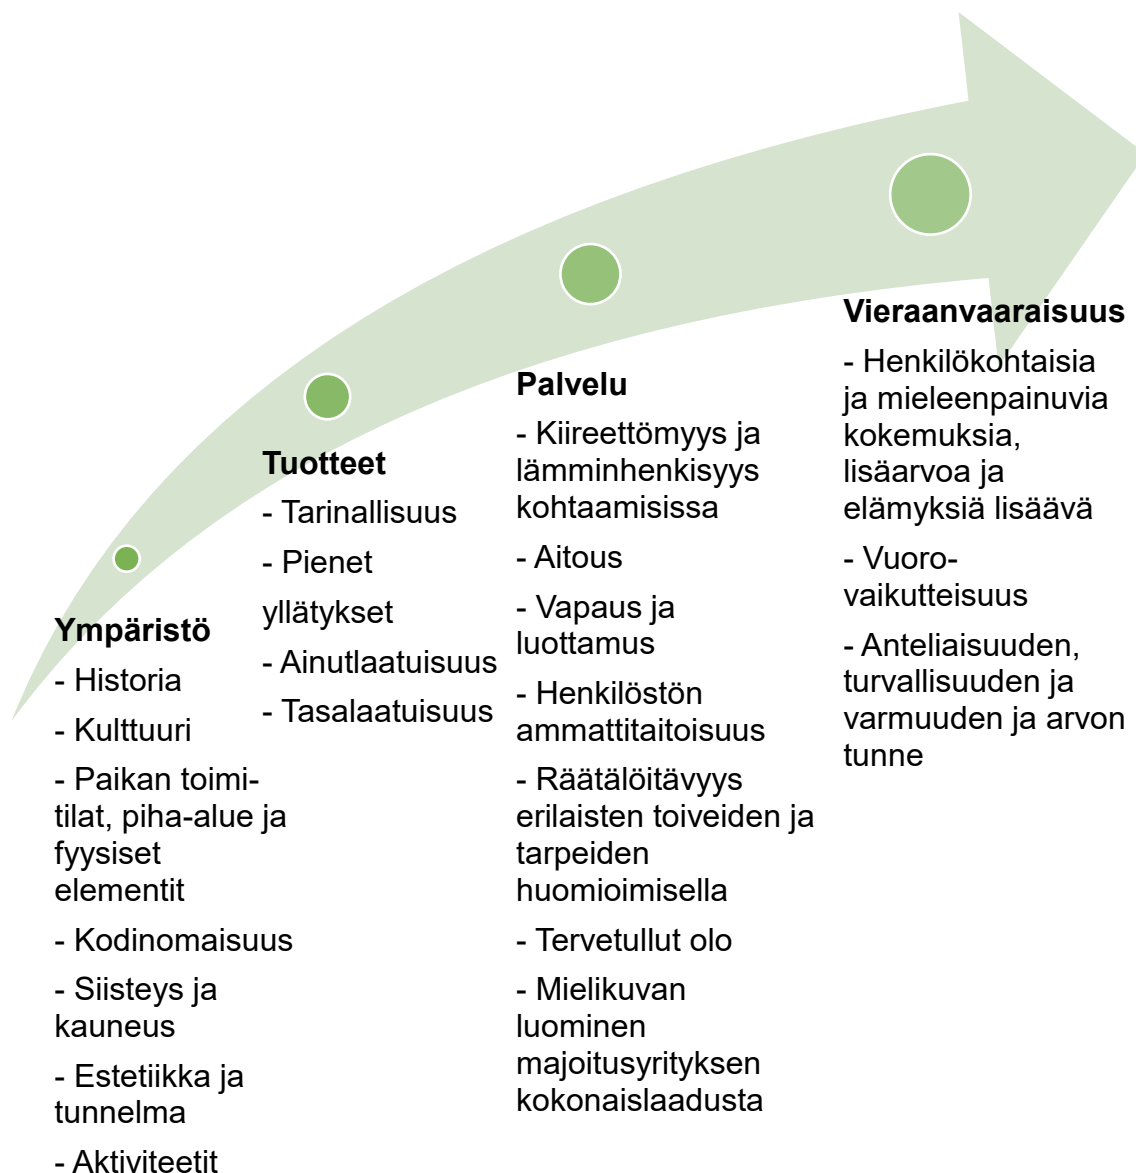 Ympäristö
- Historia
- Kulttuuri
- Paikan toimi-
tilat, piha-alue ja
fyysiset
elementit
- Kodinomaisuus
- Siisteys ja
kauneus
- Estetiikka ja
tunnelma
- Aktiviteetit
Tuotteet
- Tarinallisuus
- Pienet
yllätykset
- Ainutlaatuisuus
- Tasalaatuisuus
Palvelu
- Kiireettömyys ja
lämminhenkisyys
kohtaamisissa
- Aitous
- Vapaus ja
luottamus
- Henkilöstön
ammattitaitoisuus
- Räätälöitävyys
erilaisten toiveiden ja
tarpeiden
huomioimisella
- Tervetullut olo
- Mielikuvan
luominen
majoitusyrityksen
kokonaislaadusta
Vieraanvaaraisuus
- Henkilökohtaisia
ja mieleenpainuvia
kokemuksia,
lisäarvoa ja
elämyksiä lisäävä
- Vuoro-
vaikutteisuus
- Anteliaisuuden,
turvallisuuden ja
varmuuden ja arvon
tunne